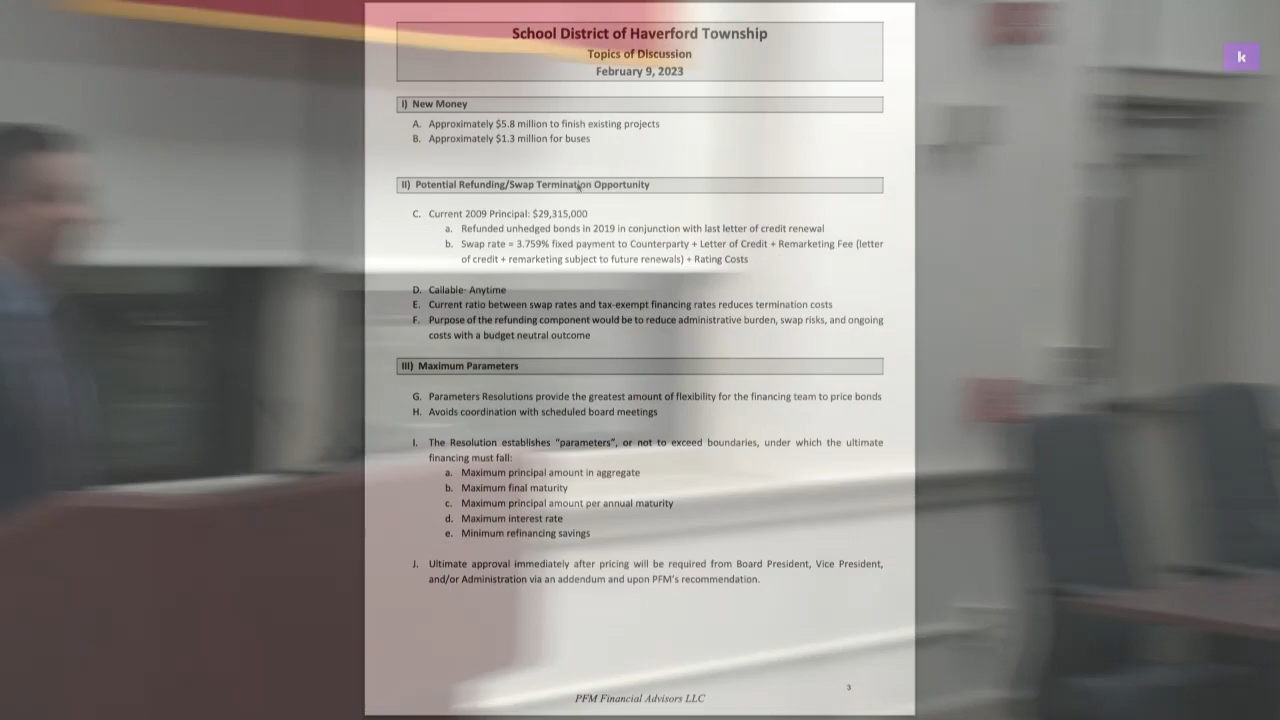 School District of Haverford Township
Topics of Discussion
February 9, 2023
k
I) New Money
A. Approximately $5.8 million to finish existing projects
B. Approximately $1.3 million for buses
II) Potential Refunding/Swap Termination Opportunity
C. Current 2009 Principal: $29,315,000
a. Refunded unhedged bonds in 2019 in conjunction with last letter of credit renewal
b. Swap rate = 3.759% fixed payment to Counterparty + Letter of Credit + Remarketing Fee (letter
of credit + remarketing subject to future renewals) + Rating Costs
D. Callable- Anytime
E. Current ratio between swap rates and tax-exempt financing rates reduces termination costs
F. Purpose of the refunding component would be to reduce administrative burden, swap risks, and ongoing
costs with a budget neutral outcome
III) Maximum Parameters
G. Parameters Resolutions provide the greatest amount of flexibility for the financing team to price bonds
H. Avoids coordination with scheduled board meetings
I. The Resolution establishes "parameters", or not to exceed boundaries, under which the ultimate
financing must fall:
a. Maximum principal amount in aggregate
b. Maximum final maturity
c. Maximum principal amount per annual maturity
d. Maximum interest rate
e. Minimum refinancing savings
J. Ultimate approval immediately after pricing will be required from Board President, Vice President,
and/or Administration via an addendum and upon PFM's recommendation.
3
PFM Financial Advisors LLC